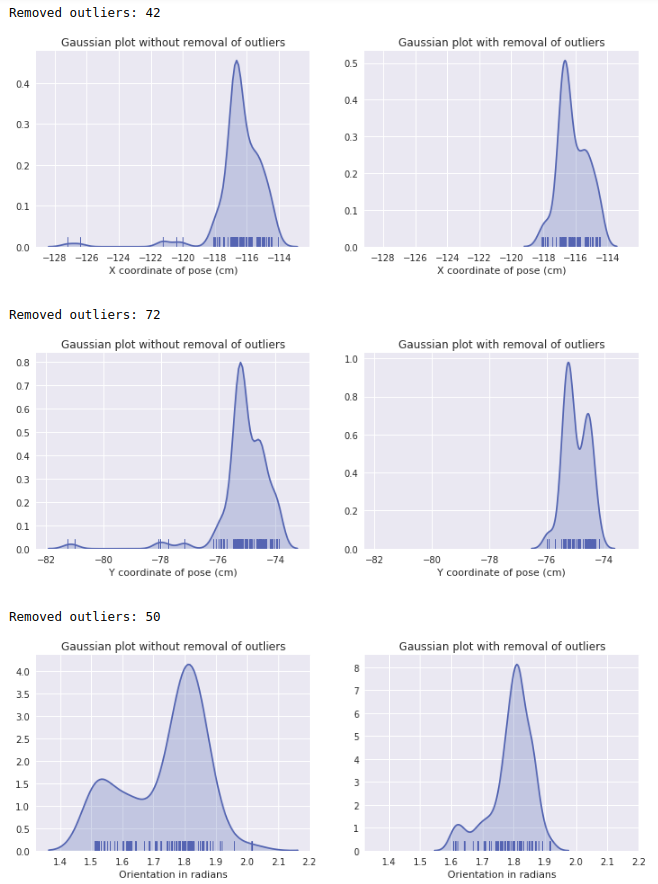 Removed outliers: 42
Gaussian plot without removal of outliers
0.4
0.3
0.2
0.1
0.0
−128 −126 −124 −122 −120 −118 −116 −114
X coordinate of pose (cm)
Gaussian plot with removal of outliers
0.5
0.4
0.3
0.2
0.1
0.0
−128 −126 −124 −122 −120 −118 −116 −114
X coordinate of pose (cm)
Removed outliers: 72
Gaussian plot without removal of outliers
0.8
0.7
0.6
0.5
0.4
0.3
0.2
0.1
0.0
−82 −80 −78 −76 −74
Y coordinate of pose (cm)
Gaussian plot with removal of outliers
1.0
0.8
0.6
0.4
0.2
0.0
−82 −80 −78 −76 −74
Y coordinate of pose (cm)
Removed outliers: 50
Gaussian plot without removal of outliers
4.0
3.5
3.0
2.5
2.0
1.5
1.0
0.5
0.0
1.4 1.5 1.6 1.7 1.8 1.9 2.0 2.1 2.2
Orientation in radians
Gaussian plot with removal of outliers
8
7
6
5
4
3
2
1
0
1.4 1.5 1.6 1.7 1.8 1.9 2.0 2.1 2.2
Orientation in radians